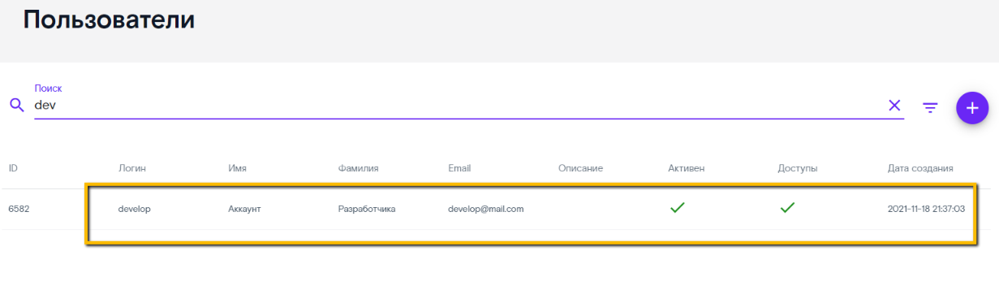 Пользователи
Поиск
dev
ID Логин Имя Фамилия Email Описание Активен Доступы Дата создания
6582 develop Аккаунт Разработчика develop@mail.com 2021-11-18 21:37:03